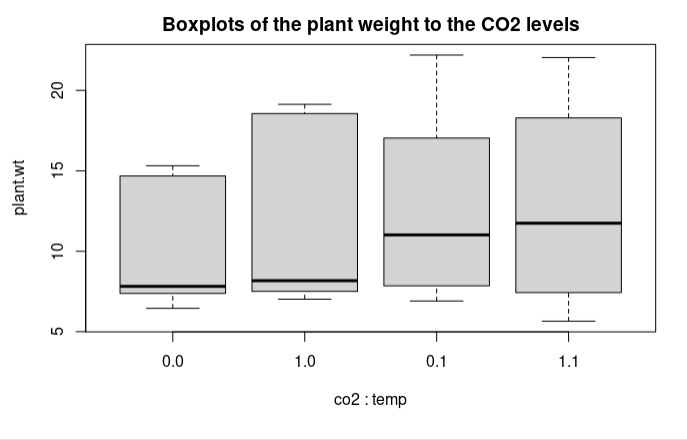 Boxplots of the plant weight to the CO2 levels
plant.wt
20
15
10
5
0.0 1.0 0.1 1.1
co2 : temp